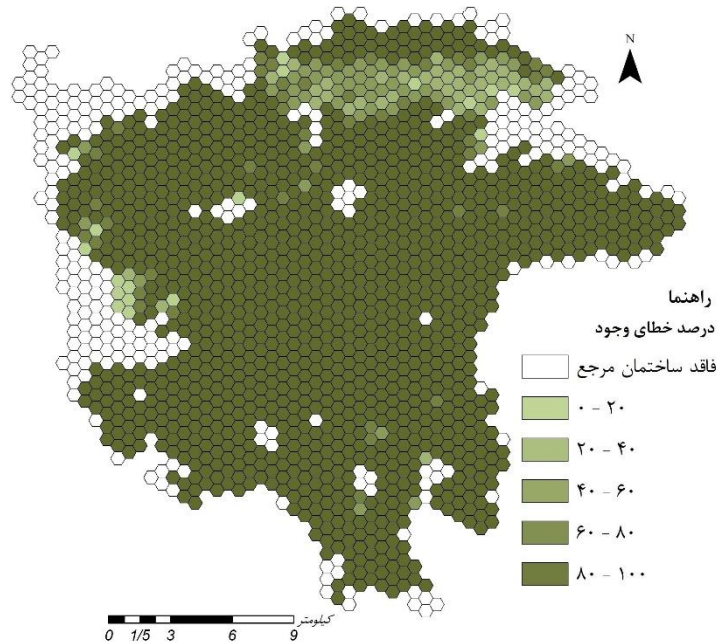 N
راهنما
درصد خطای وجود
فاقد ساختمان مرجع
۰ - ۲۰
۲۰ - ۴۰
۴۰ - ۶۰
۶۰ - ۸۰
۸۰ - ۱۰۰
کیلومتر
0 1/5 3 6 9